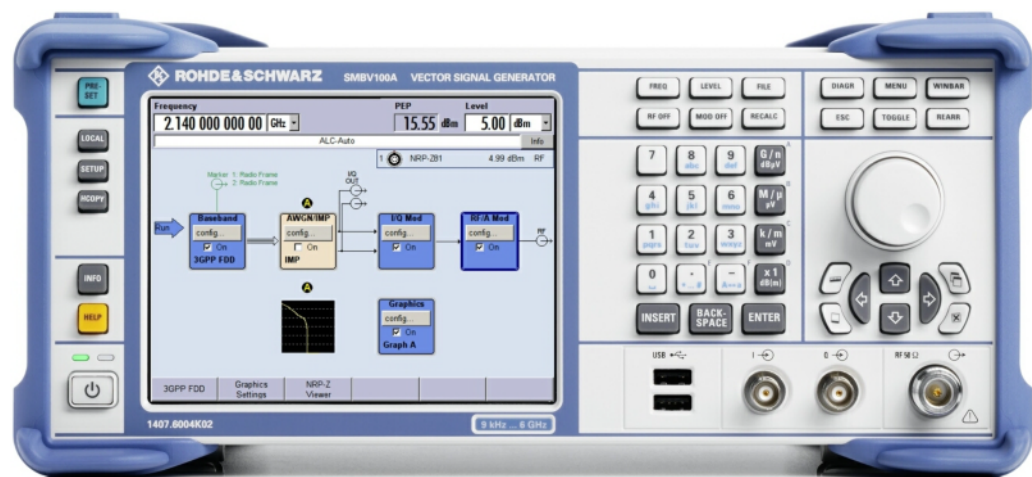 ROHDE&SCHWARZ SMBV100A VECTOR SIGNAL GENERATOR
PRE-
SET
LOCAL
SETUP
HCOPY
INFO
HELP
Frequency PEP Level
2.140 000 000 00 GHz 15.55 dBm 5.00 dBm
ALC-Auto Info
1 NRP-ZB1 4.99 dBm RF
Marker 1: Radio Frame
2: Radio Frame
I/Q
OUT
A
Run
Baseband AWGN/IMP I/Q Mod RF/A Mod
config... config... config... config...
On On On On
3GPP FDD IMP
RF
A
Graphics
config...
On
Graph A
3GPP FDD Graphics Settings NRP-Z Viewer
1407.6004K02 9 kHz ... 6 GHz
FREQ LEVEL FILE DIAGR MENU WINBAR
RF OFF MOD OFF RECALC ESC TOGGLE REARR
7 8 abc 9 def G/n dBµV
4 ghi 5 jkl 6 mno M/µ µV
1 pqrs 2 tuv 3 wxyz k/m mV
0 . * ... # - x1 dB(m)
INSERT BACK-SPACE ENTER
USB I Q RF 50 Ω